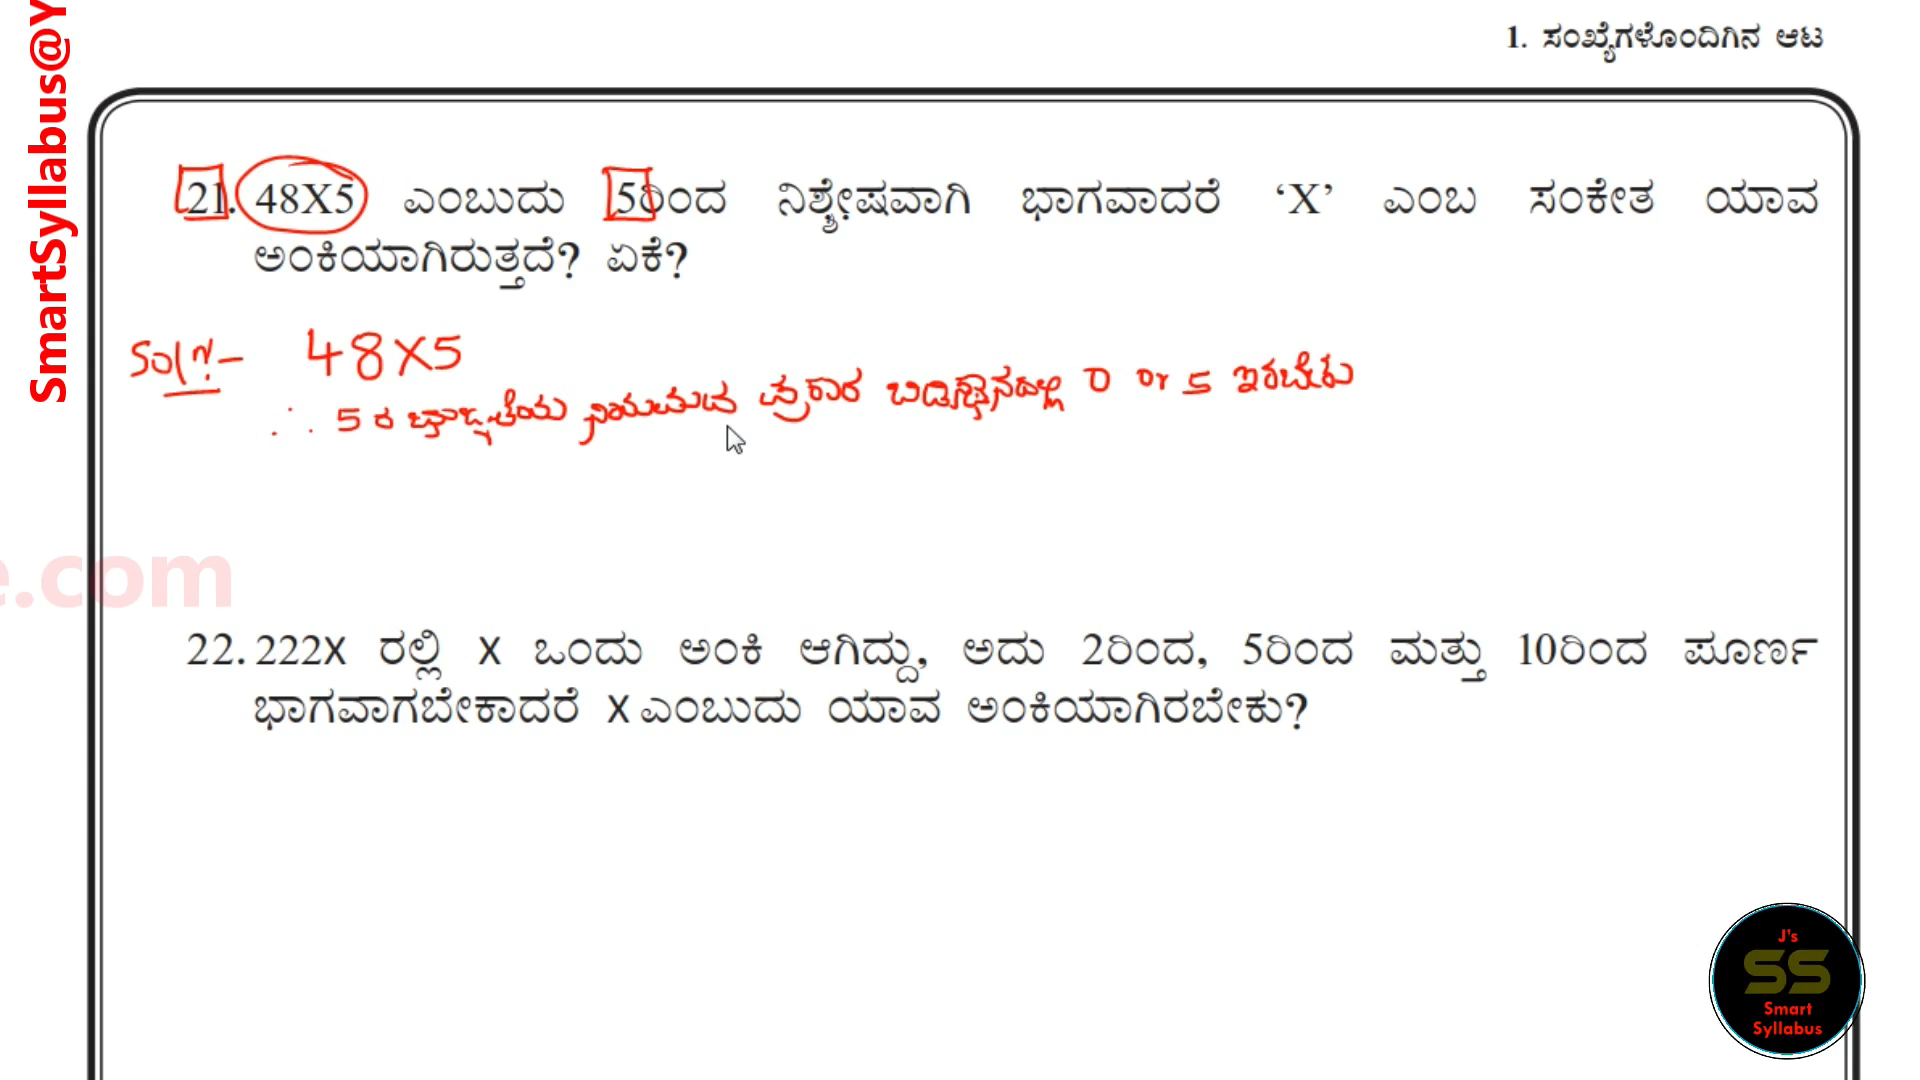 1. ಸಂಖ್ಯೆಗಳೊಂದಿಗಿನ ಆಟ
SmartSyllabus@Y
21. 48X5 ಎಂಬುದು 5ರಿಂದ ನಿಶ್ಶೇಷವಾಗಿ ಭಾಗವಾದರೆ ‘X’ ಎಂಬ ಸಂಕೇತ ಯಾವ
ಅಂಕಿಯಾಗಿರುತ್ತದೆ? ಏಕೆ?
Solⁿ:- 48X5
∴ 5 ರ ಭಾಜ್ಯತೆಯ ನಿಯಮದ ಪ್ರಕಾರ ಬಿಡಿಸ್ಥಾನದಲ್ಲಿ 0 or 5 ಇರಬೇಕು
e.com
22. 222X ರಲ್ಲಿ X ಒಂದು ಅಂಕಿ ಆಗಿದ್ದು, ಅದು 2ರಿಂದ, 5ರಿಂದ ಮತ್ತು 10ರಿಂದ ಪೂರ್ಣ
ಭಾಗವಾಗಬೇಕಾದರೆ X ಎಂಬುದು ಯಾವ ಅಂಕಿಯಾಗಿರಬೇಕು?
J's
SS
Smart
Syllabus